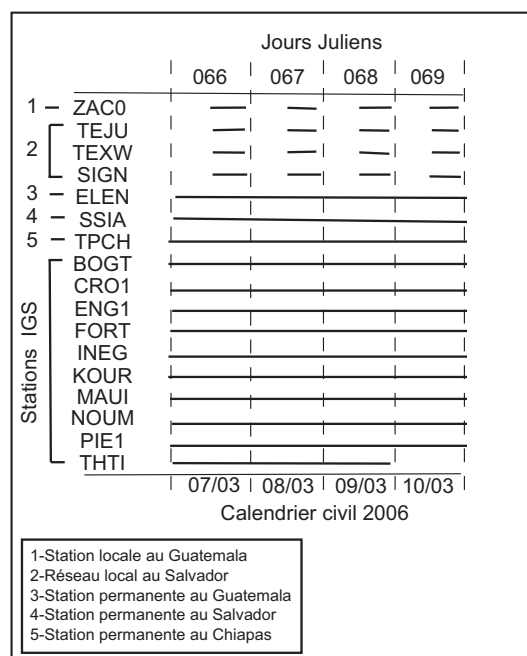 Jours Juliens
066 067 068 069
1 ZAC0
TEJU
2 TEXW
SIGN
3 ELEN
4 SSIA
5 TPCH
BOGT
CRO1
ENG1
FORT
INEG
KOUR
MAUI
NOUM
PIE1
THTI
Stations IGS
07/03 08/03 09/03 10/03
Calendrier civil 2006
1-Station locale au Guatemala
2-Réseau local au Salvador
3-Station permanente au Guatemala
4-Station permanente au Salvador
5-Station permanente au Chiapas